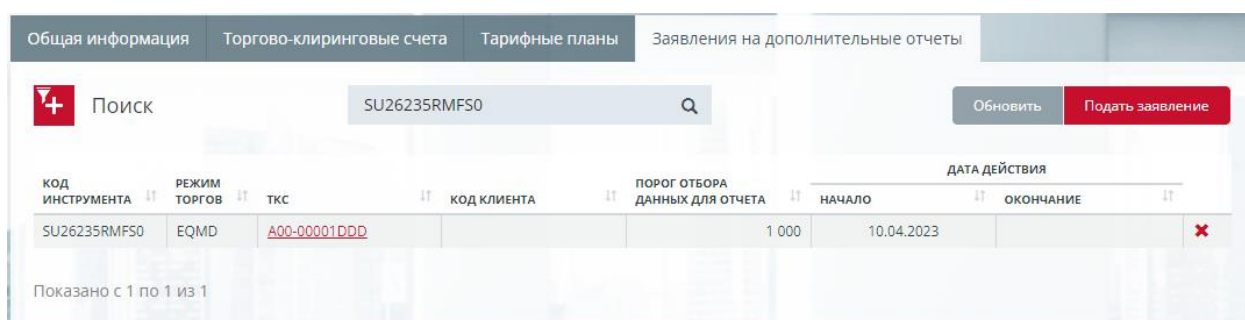 Общая информация Торгово-клиринговые счета Тарифные планы Заявления на дополнительные отчеты
Поиск SU26235RMFS0 Обновить Подать заявление
ДАТА ДЕЙСТВИЯ
КОД ИНСТРУМЕНТА РЕЖИМ ТОРГОВ ТКС КОД КЛИЕНТА ПОРОГ ОТБОРА ДАННЫХ ДЛЯ ОТЧЕТА НАЧАЛО ОКОНЧАНИЕ
SU26235RMFS0 EQMD A00-00001DDD 1 000 10.04.2023
Показано с 1 по 1 из 1